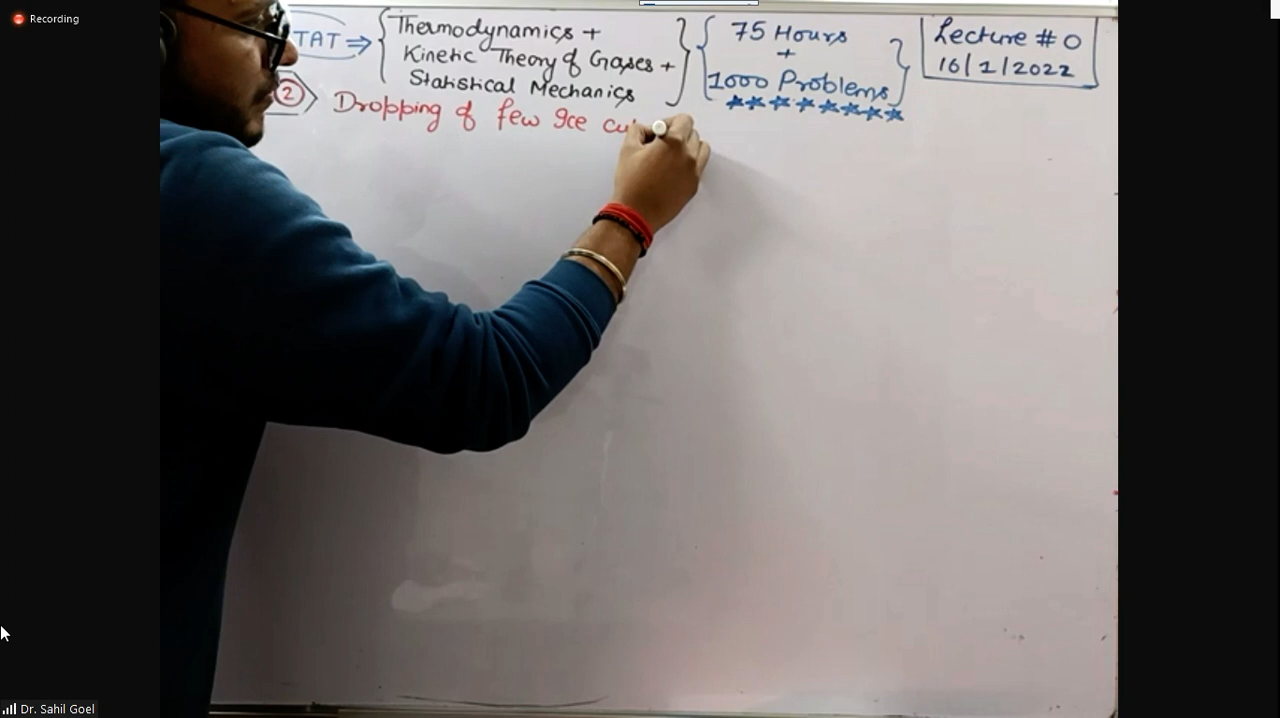 Recording
TAT ⇒ { Thermodynamics +
Kinetic Theory of Gases +
Statistical Mechanics }
{ 75 Hours
+
1000 Problems }
★★★★★★★★
Lecture # 0
16/1/2022
2 Dropping of few Ice
Dr. Sahil Goel